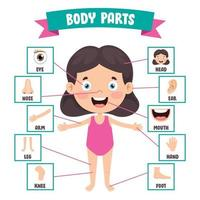 BODY PARTS
EYE
HEAD
NOSE
EAR
ARM
MOUTH
LEG
HAND
KNEE
FOOT